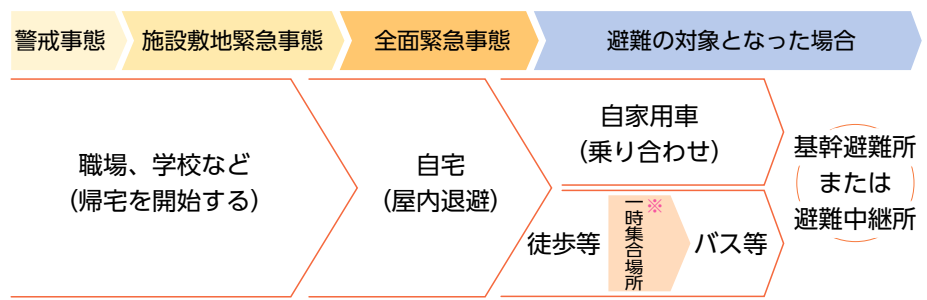 警戒事態
施設敷地緊急事態
全面緊急事態
避難の対象となった場合
職場、学校など
(帰宅を開始する)
自宅
(屋内退避)
自家用車
(乗り合わせ)
徒歩等
一時集合場所※
バス等
基幹避難所
または
避難中継所